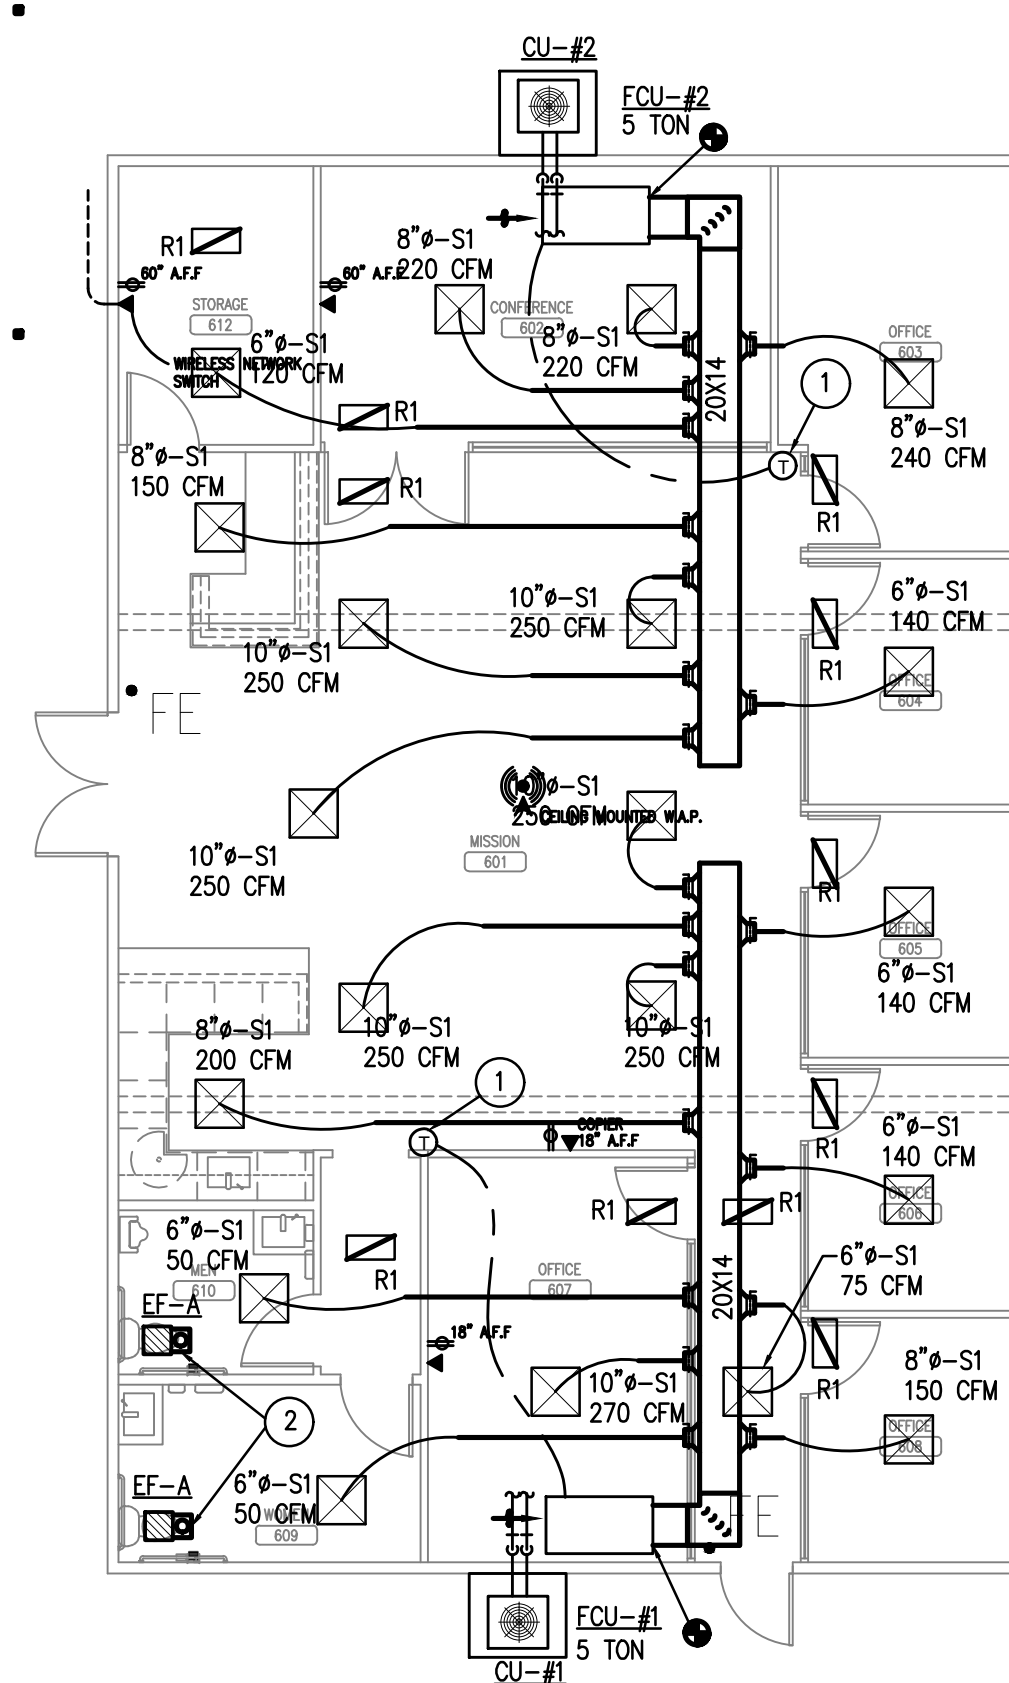 CU-#2
FCU-#2
5 TON
R1
8"ø-S1
220 CFM
60" A.F.F
60" A.F.F
STORAGE
612
CONFERENCE
602
8"ø-S1
220 CFM
OFFICE
603
6"ø-S1
120 CFM
WIRELESS NETWORK
SWITCH
20X14
1
R1
8"ø-S1
240 CFM
8"ø-S1
150 CFM
T
R1
R1
10"ø-S1
250 CFM
6"ø-S1
140 CFM
10"ø-S1
250 CFM
R1
OFFICE
604
FE
10"ø-S1
250 CFM
CEILING MOUNTED W.A.P.
MISSION
601
10"ø-S1
250 CFM
R1
OFFICE
605
6"ø-S1
140 CFM
8"ø-S1
200 CFM
10"ø-S1
250 CFM
10"ø-S1
250 CFM
1
COPIER
18" A.F.F
T
6"ø-S1
140 CFM
R1
OFFICE
606
R1
R1
6"ø-S1
50 CFM
MEN
610
R1
OFFICE
607
20X14
6"ø-S1
75 CFM
EF-A
18" A.F.F
8"ø-S1
150 CFM
10"ø-S1
270 CFM
R1
2
OFFICE
608
EF-A
6"ø-S1
50 CFM
WOMEN
609
FE
FCU-#1
5 TON
CU-#1